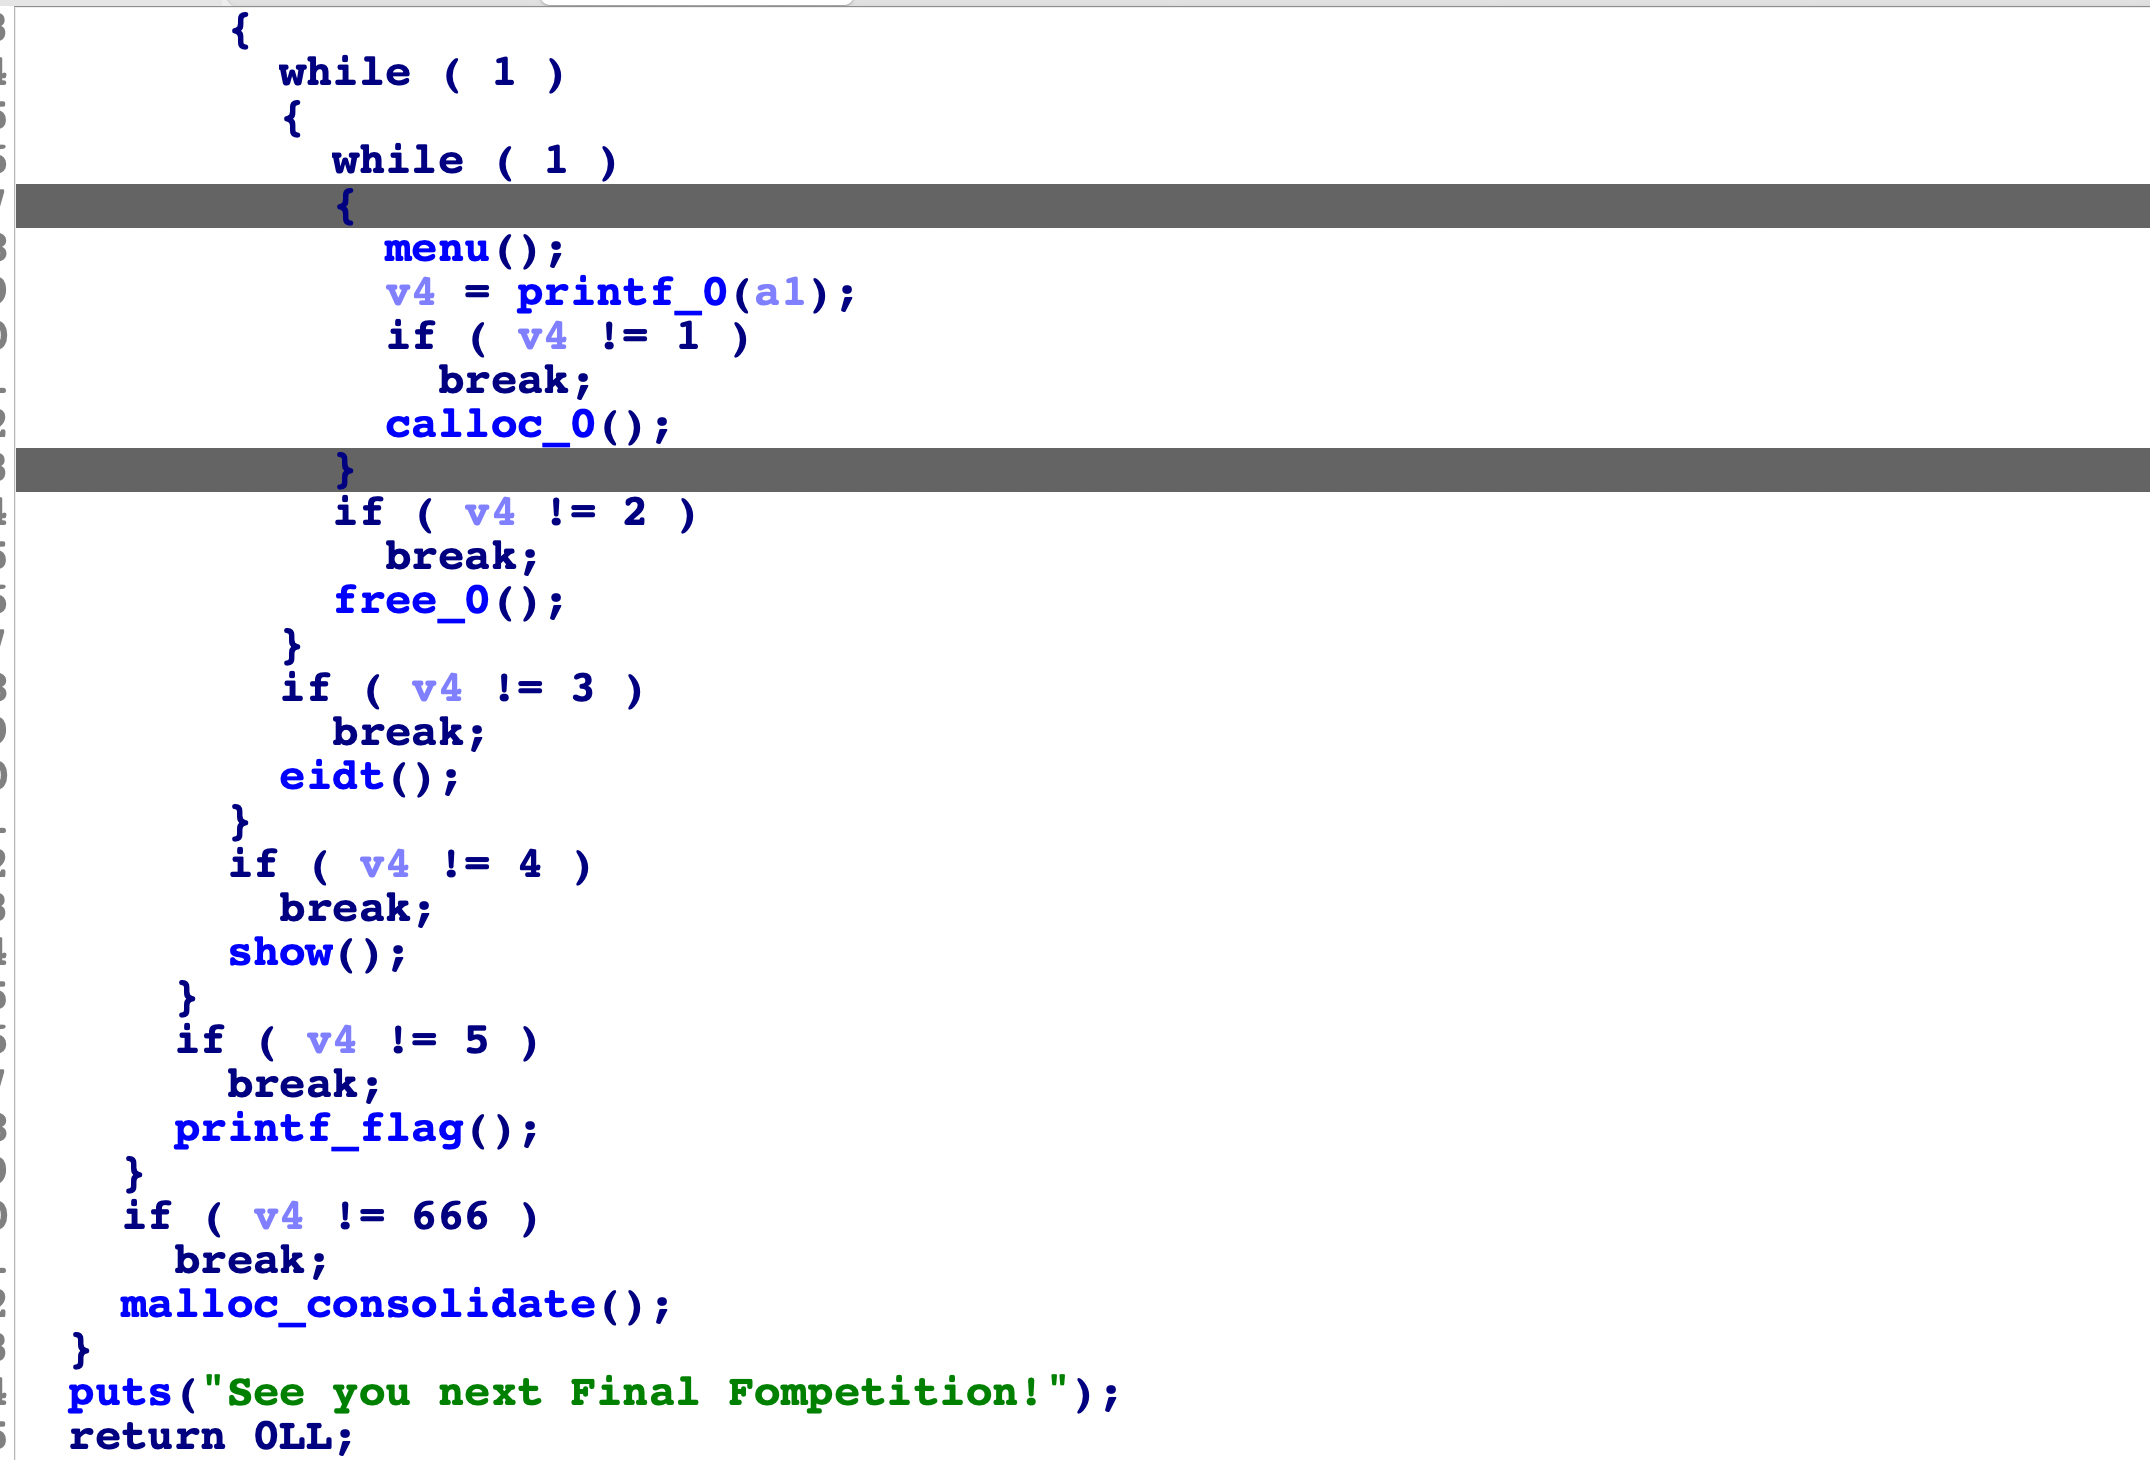 {
while ( 1 )
{
while ( 1 )
{
menu();
v4 = printf_0(a1);
if ( v4 != 1 )
break;
calloc_0();
}
if ( v4 != 2 )
break;
free_0();
}
if ( v4 != 3 )
break;
eidt();
}
if ( v4 != 4 )
break;
show();
}
if ( v4 != 5 )
break;
printf_flag();
}
if ( v4 != 666 )
break;
malloc_consolidate();
}
puts("See you next Final Fompetition!");
return 0LL;